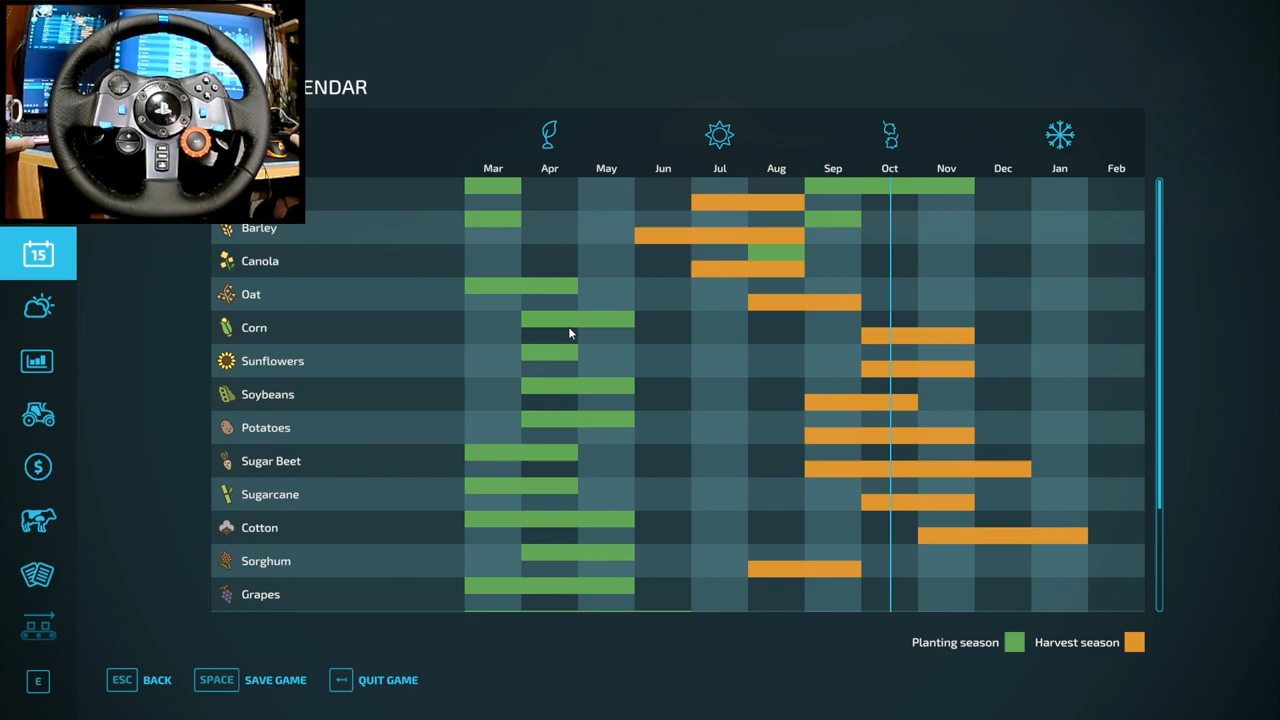 ENDAR
Mar Apr May Jun Jul Aug Sep Oct Nov Dec Jan Feb
Barley
15
Canola
Oat
Corn
Sunflowers
Soybeans
Potatoes
Sugar Beet
Sugarcane
Cotton
Sorghum
Grapes
Planting season Harvest season
E ESC BACK SPACE SAVE GAME QUIT GAME